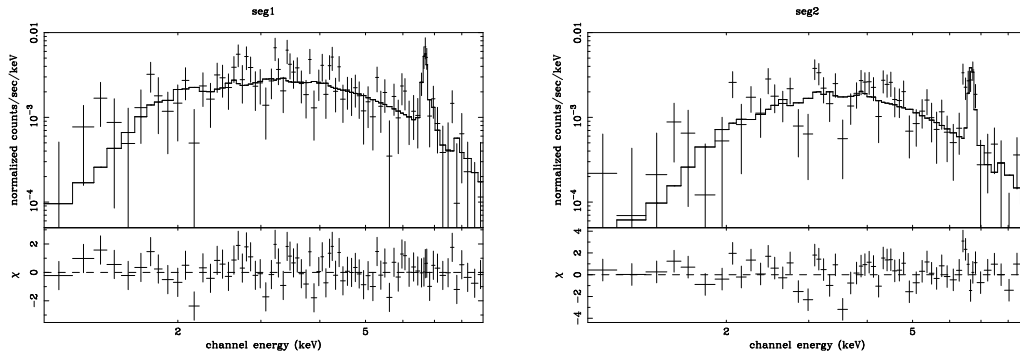 seg1
seg2
0.01
10⁻³
10⁻⁴
normalized counts/sec/keV
2
0
−2
χ
2
5
channel energy (keV)
0.01
10⁻³
10⁻⁴
normalized counts/sec/keV
4
2
0
−2
−4
χ
2
5
channel energy (keV)